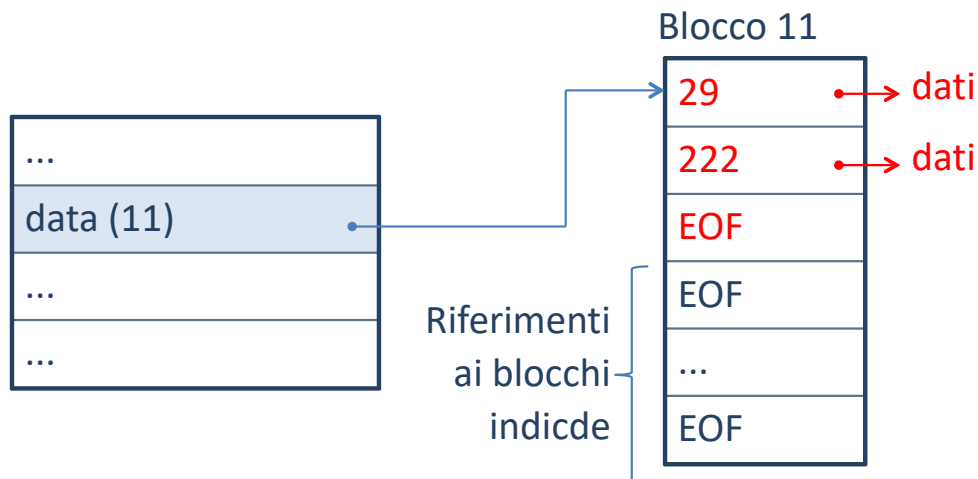 Blocco 11
29
dati
222
dati
EOF
EOF
...
EOF
...
data (11)
...
...
Riferimenti
ai blocchi
indicde